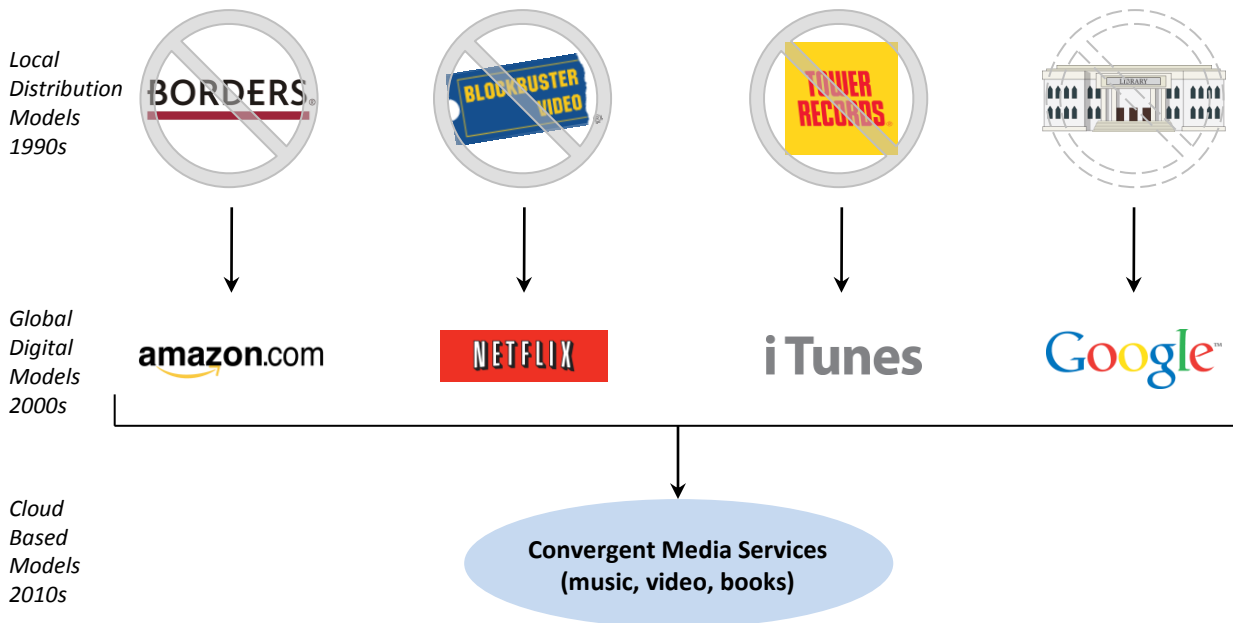 Local
Distribution
Models
1990s
BORDERS®
BLOCKBUSTER
VIDEO
®
TOWER
RECORDS®
LIBRARY
Global
Digital
Models
2000s
amazon.com
NETFLIX
iTunes
Google™
Cloud
Based
Models
2010s
Convergent Media Services
(music, video, books)